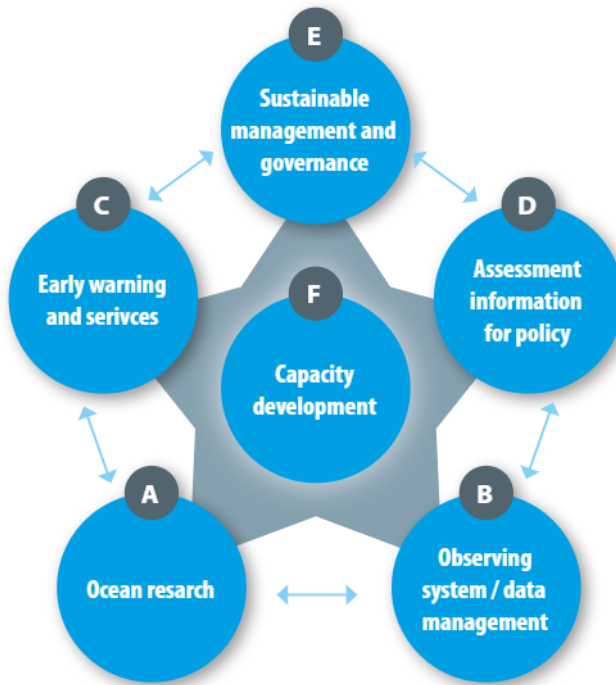 E
Sustainable
management and
governance
C
Early warning
and serivces
D
Assessment
information
for policy
F
Capacity
development
A
Ocean resarch
B
Observing
system / data
management